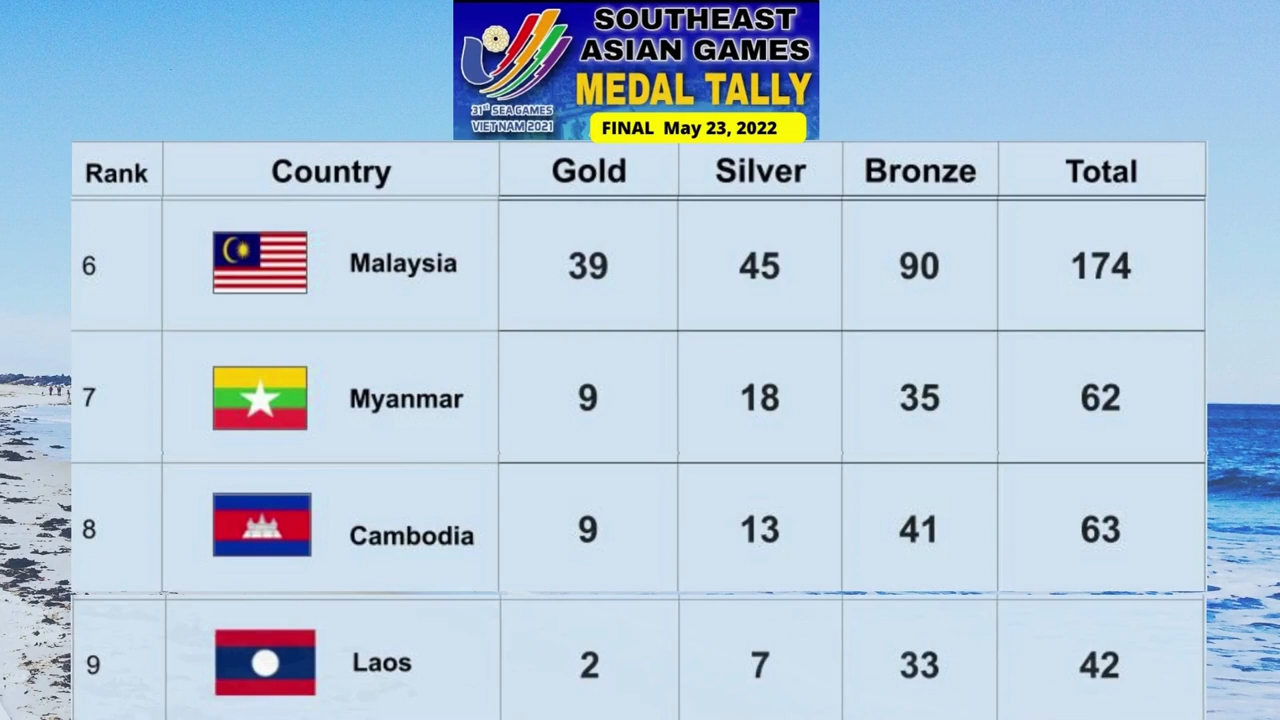 SOUTHEAST
ASIAN GAMES
MEDAL TALLY
31st SEA GAMES
VIETNAM 2021
FINAL May 23, 2022
Rank Country Gold Silver Bronze Total
6 Malaysia 39 45 90 174
7 Myanmar 9 18 35 62
8 Cambodia 9 13 41 63
9 Laos 2 7 33 42